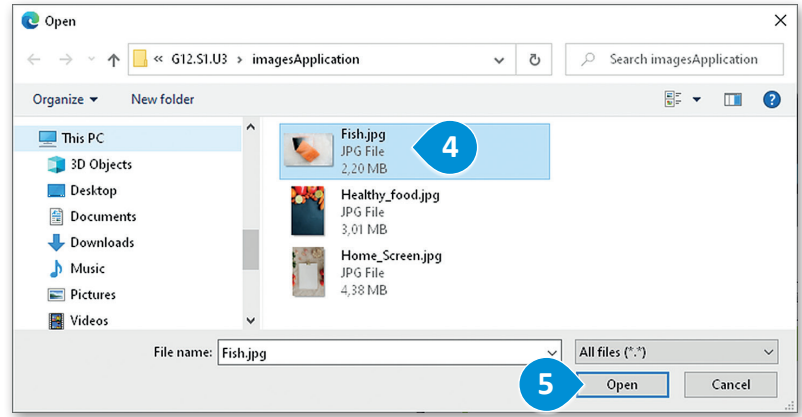 Open
« G12.S1.U3 > imagesApplication
Search imagesApplication
Organize
New folder
This PC
3D Objects
Desktop
Documents
Downloads
Music
Pictures
Videos
Fish.jpg
JPG File
2,20 MB
4
Healthy_food.jpg
JPG File
3,01 MB
Home_Screen.jpg
JPG File
4,38 MB
File name: Fish.jpg
All files (*.*)
5
Open
Cancel